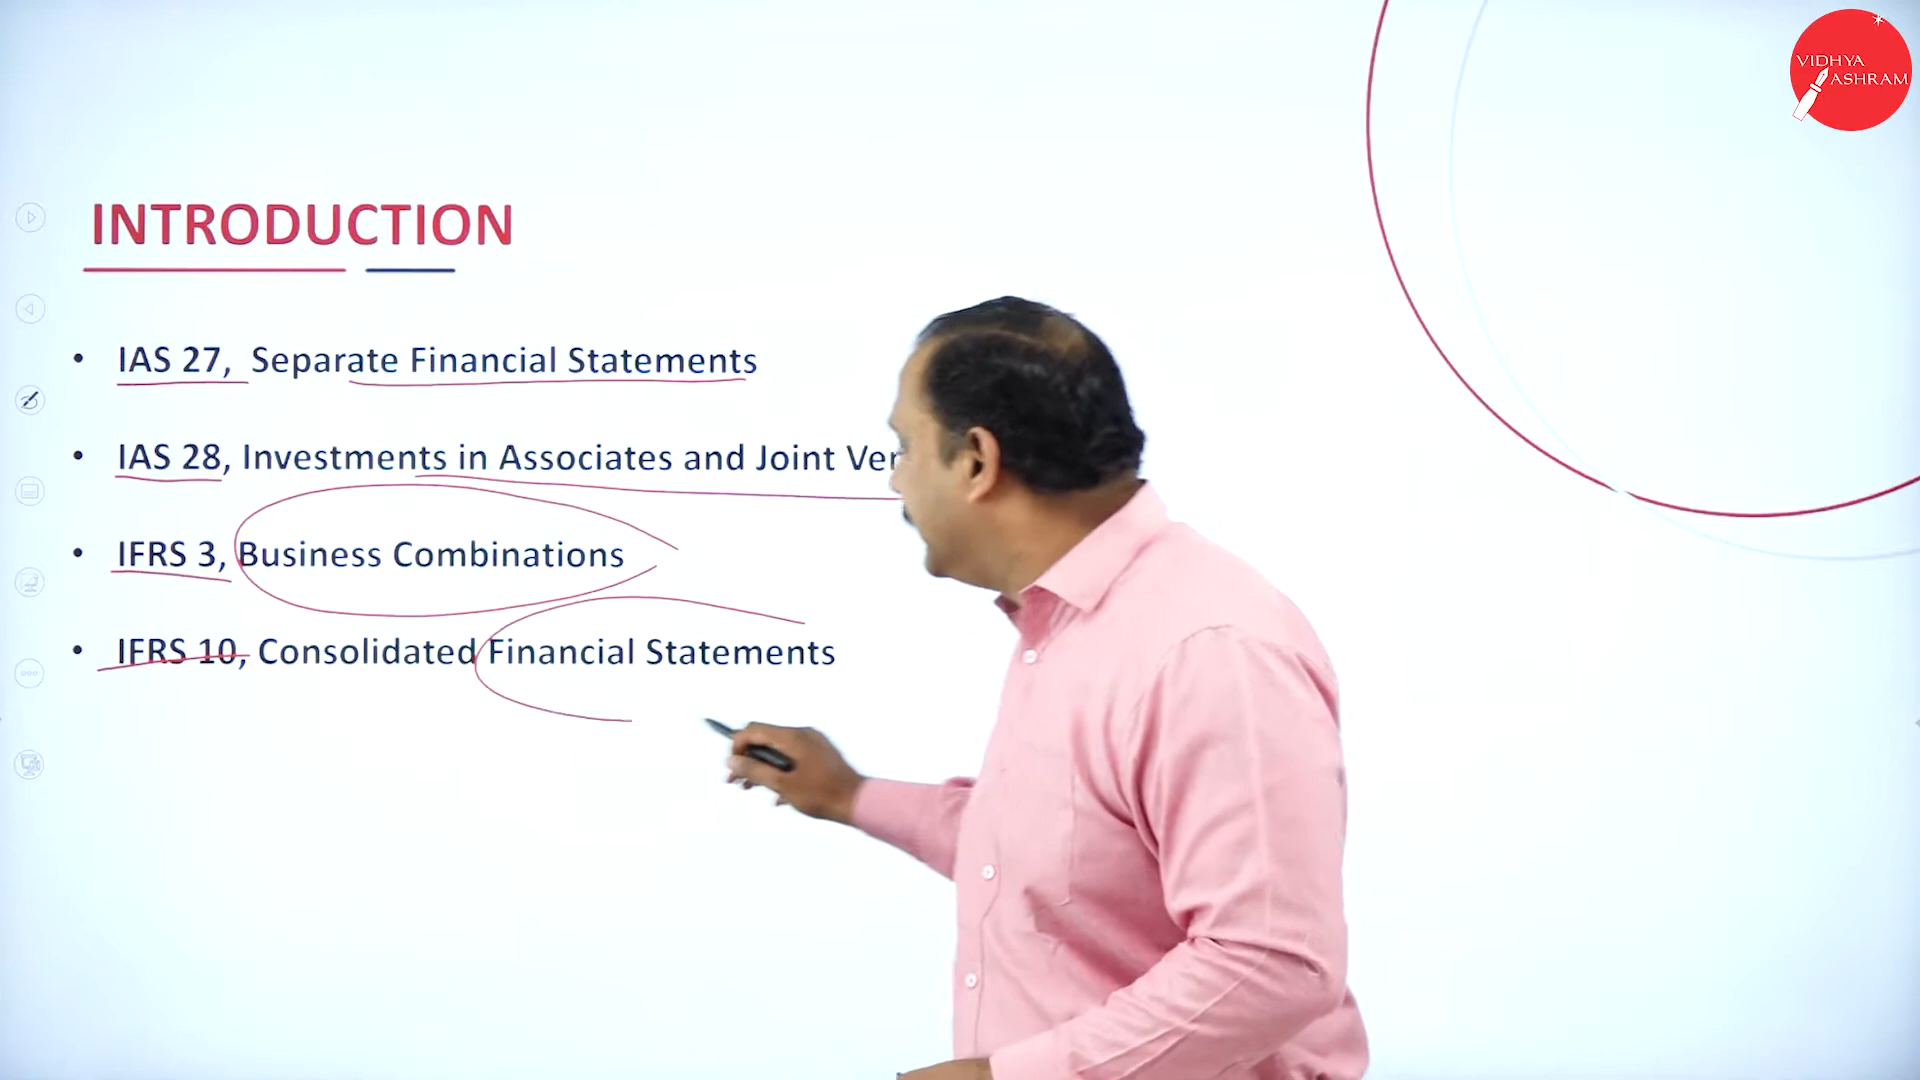 VIDHYA
ASHRAM
INTRODUCTION
• IAS 27, Separate Financial Statements
• IAS 28, Investments in Associates and Joint
• IFRS 3, Business Combinations
• IFRS 10, Consolidated Financial Statements